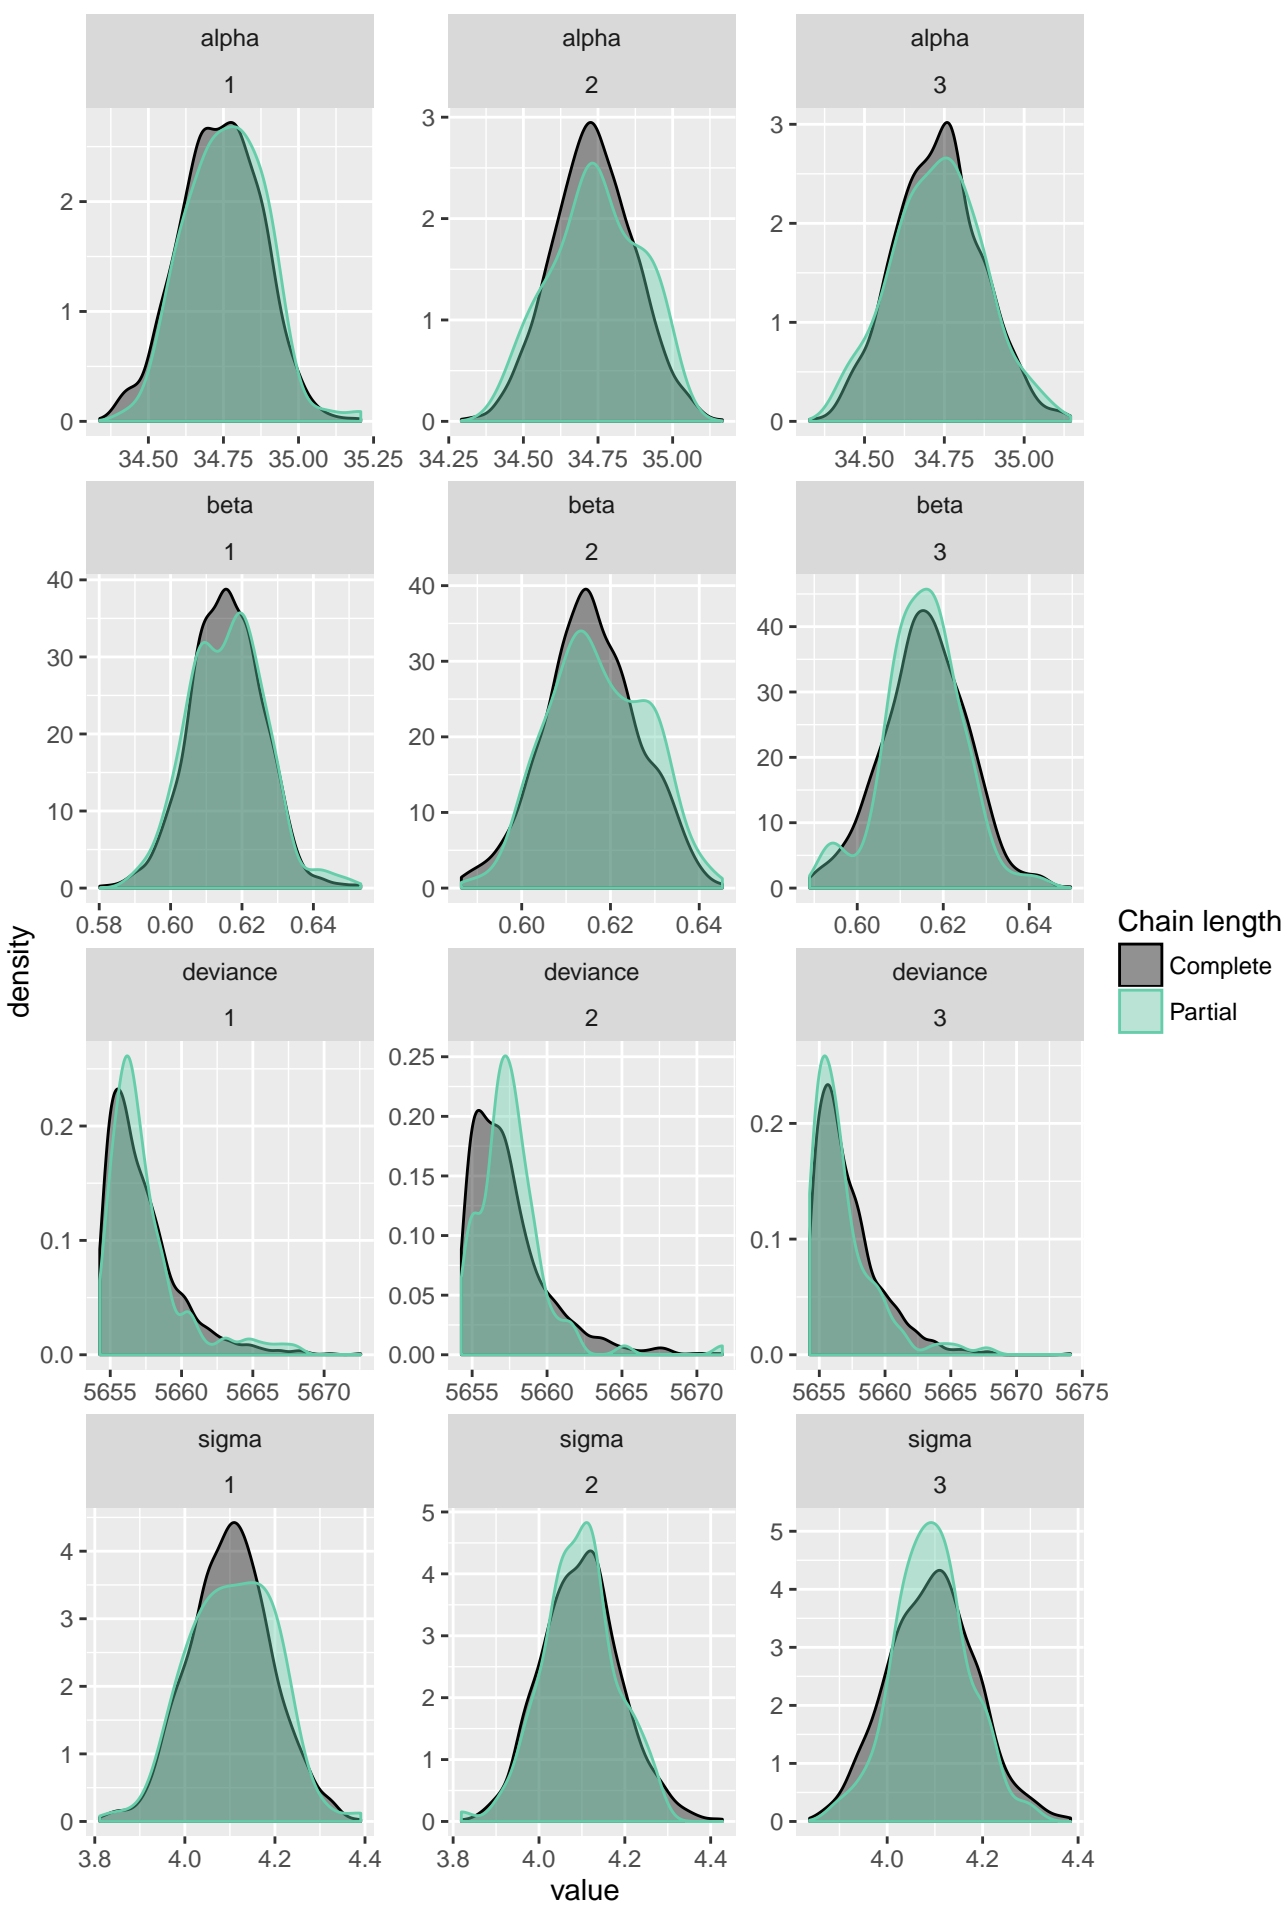 alpha alpha alpha
1 2 3
3
2
1
0
3
2
1
0
2
1
0
34.50 34.75 35.00 35.25
34.25 34.50 34.75 35.00
34.50 34.75 35.00
beta beta beta
1 2 3
40
30
20
10
0
40
30
20
10
0
40
30
20
10
0
0.58 0.60 0.62 0.64
0.60 0.62 0.64
0.60 0.62 0.64
density
deviance deviance deviance
1 2 3
0.2
0.1
0.0
0.25
0.20
0.15
0.10
0.05
0.00
0.2
0.1
0.0
5655 5660 5665 5670
5655 5660 5665 5670
5655 5660 5665 5670 5675
sigma sigma sigma
1 2 3
4
3
2
1
0
5
4
3
2
1
0
5
4
3
2
1
0
3.8 4.0 4.2 4.4
3.8 4.0 4.2 4.4
4.0 4.2 4.4
value
Chain length
Complete
Partial